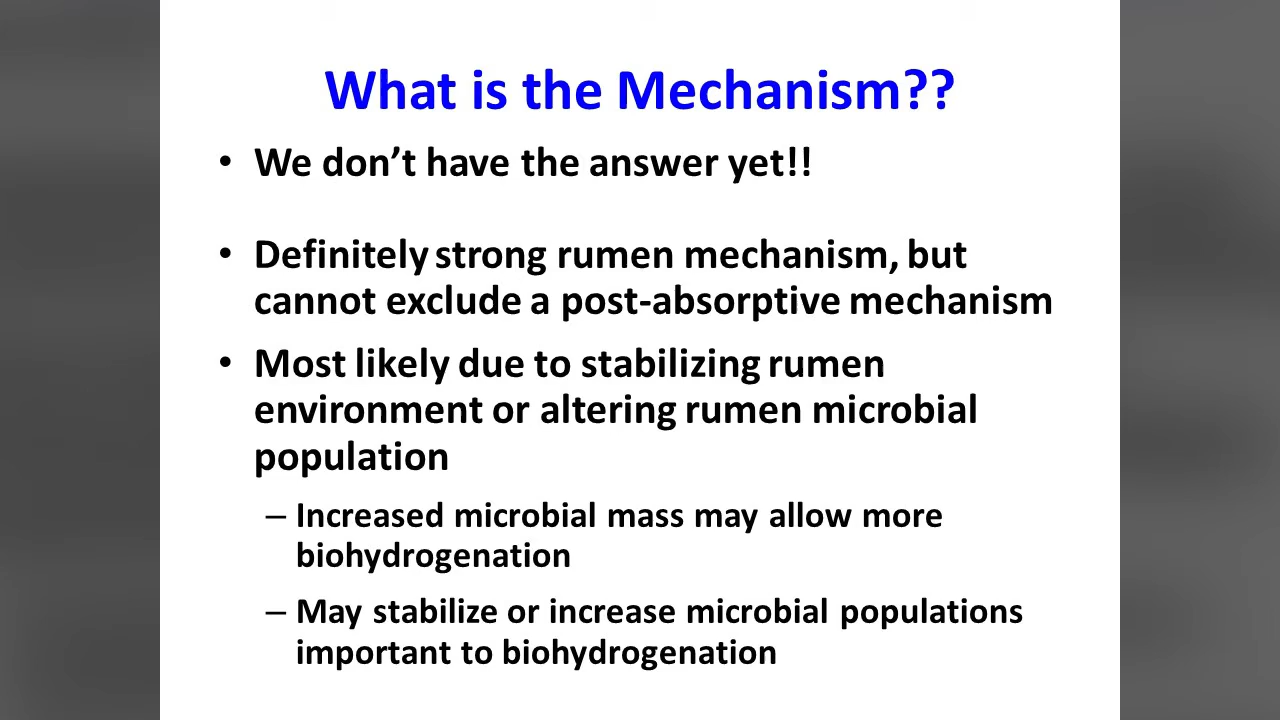 What is the Mechanism??
• We don’t have the answer yet!!
• Definitely strong rumen mechanism, but
cannot exclude a post-absorptive mechanism
• Most likely due to stabilizing rumen
environment or altering rumen microbial
population
– Increased microbial mass may allow more
biohydrogenation
– May stabilize or increase microbial populations
important to biohydrogenation